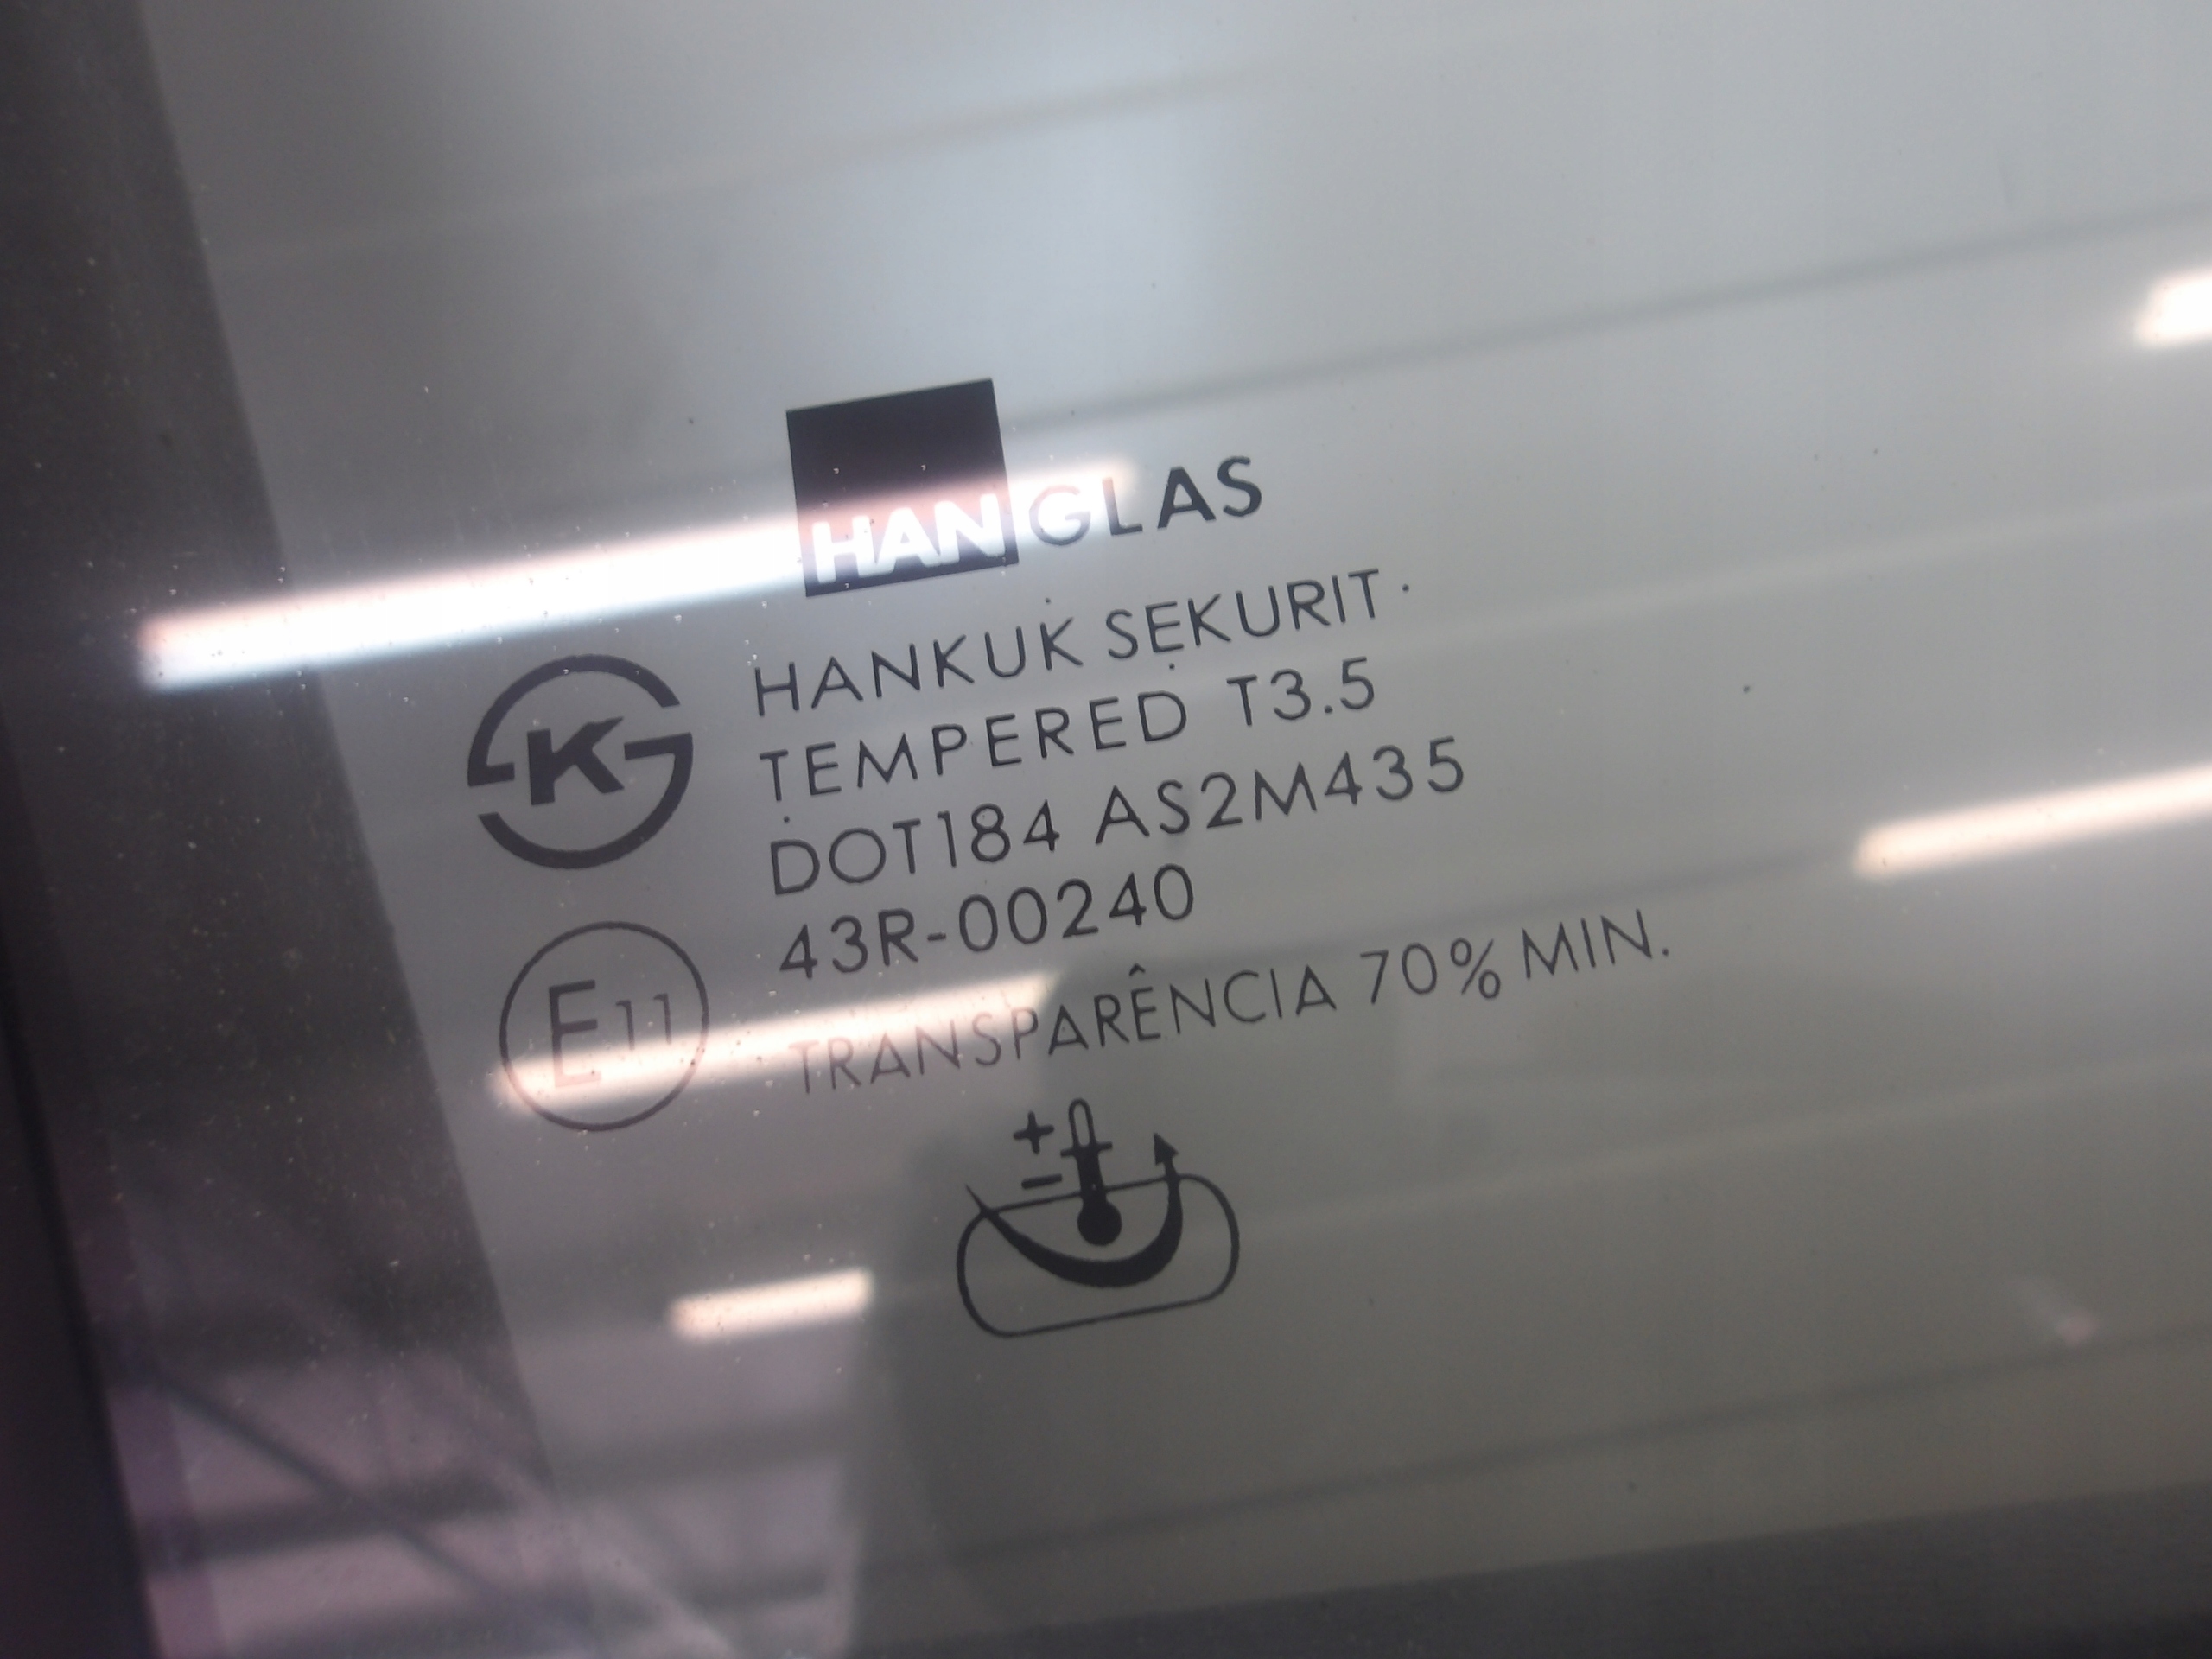 HANGLAS
HANKUK SEKURIT
K
TEMPERED T3.5
DOT184 AS2M435
43R-00240
E11
TRANSPARÊNCIA 70% MIN.
+
-